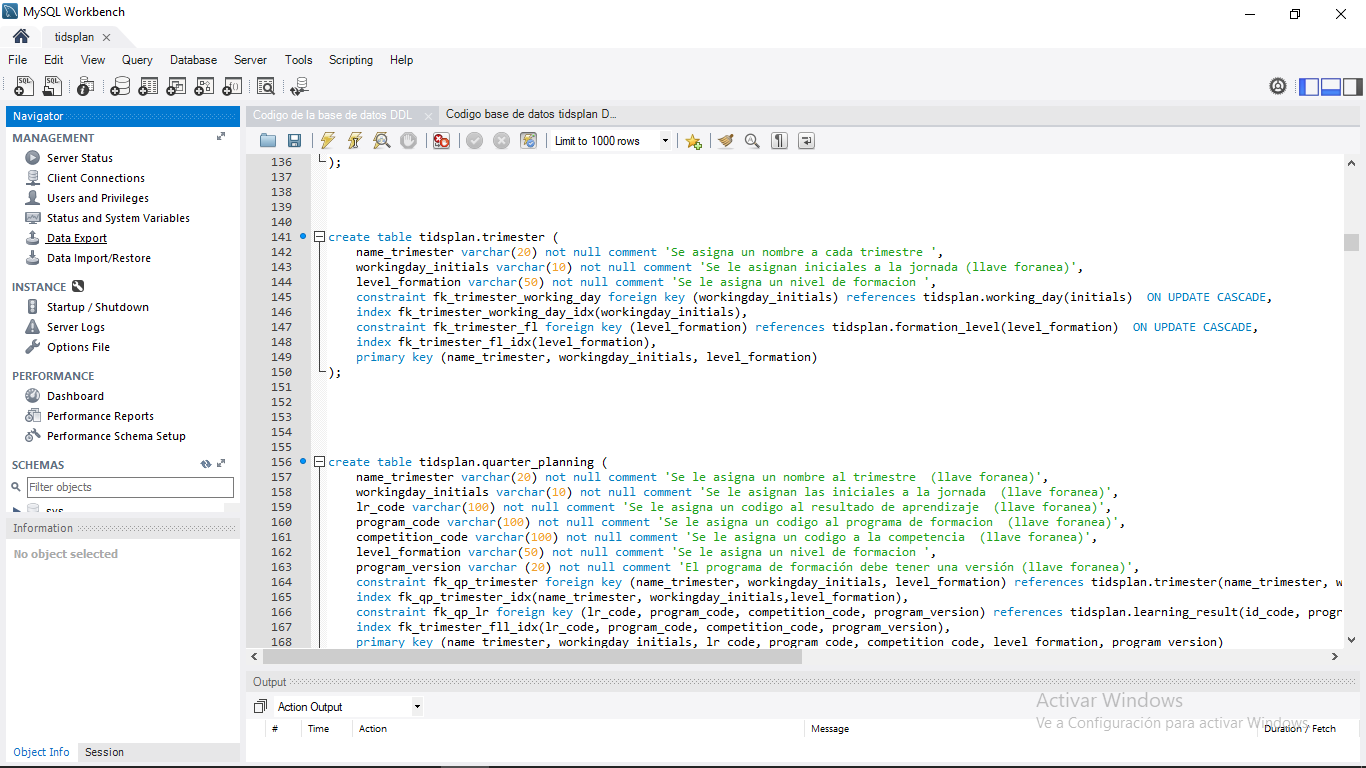 MySQL Workbench
tidsplan
File Edit View Query Database Server Tools Scripting Help
Navigator
MANAGEMENT
Server Status
Client Connections
Users and Privileges
Status and System Variables
Data Export
Data Import/Restore
INSTANCE
Startup / Shutdown
Server Logs
Options File
PERFORMANCE
Dashboard
Performance Reports
Performance Schema Setup
SCHEMAS
Filter objects
sys
Information
No object selected
Object Info Session
Codigo de la base de datos DDL Codigo base de datos tidsplan D...
Limit to 1000 rows
136 );
137
138
139
140
141 create table tidsplan.trimester (
142 name_trimester varchar(20) not null comment 'Se asigna un nombre a cada trimestre ',
143 workingday_initials varchar(10) not null comment 'Se le asignan iniciales a la jornada (llave foranea)',
144 level_formation varchar(50) not null comment 'Se le asigna un nivel de formacion ',
145 constraint fk_trimester_working_day foreign key (workingday_initials) references tidsplan.working_day(initials) ON UPDATE CASCADE,
146 index fk_trimester_working_day_idx(workingday_initials),
147 constraint fk_trimester_fl foreign key (level_formation) references tidsplan.formation_level(level_formation) ON UPDATE CASCADE,
148 index fk_trimester_fl_idx(level_formation),
149 primary key (name_trimester, workingday_initials, level_formation)
150 );
151
152
153
154
155
156 create table tidsplan.quarter_planning (
157 name_trimester varchar(20) not null comment 'Se le asigna un nombre al trimestre (llave foranea)',
158 workingday_initials varchar(10) not null comment 'Se le asignan las iniciales a la jornada (llave foranea)',
159 lr_code varchar(100) not null comment 'Se le asigna un codigo al resultado de aprendizaje (llave foranea)',
160 program_code varchar(100) not null comment 'Se le asigna un codigo al programa de formacion (llave foranea)',
161 competition_code varchar(100) not null comment 'Se le asigna un codigo a la competencia (llave foranea)',
162 level_formation varchar(50) not null comment 'Se le asigna un nivel de formacion ',
163 program_version varchar (20) not null comment 'El programa de formación debe tener una versión (llave foranea)',
164 constraint fk_qp_trimester foreign key (name_trimester, workingday_initials, level_formation) references tidsplan.trimester(name_trimester, w
165 index fk_qp_trimester_idx(name_trimester, workingday_initials,level_formation),
166 constraint fk_qp_lr foreign key (lr_code, program_code, competition_code, program_version) references tidsplan.learning_result(id_code, progr
167 index fk_trimester_fll_idx(lr_code, program_code, competition_code, program_version),
168 primary key (name_trimester, workingday_initials, lr_code, program_code, competition_code, level_formation, program_version)
Output
Action Output
# Time Action Message Duration / Fetch
Activar Windows
Ve a Configuración para activar Windows.